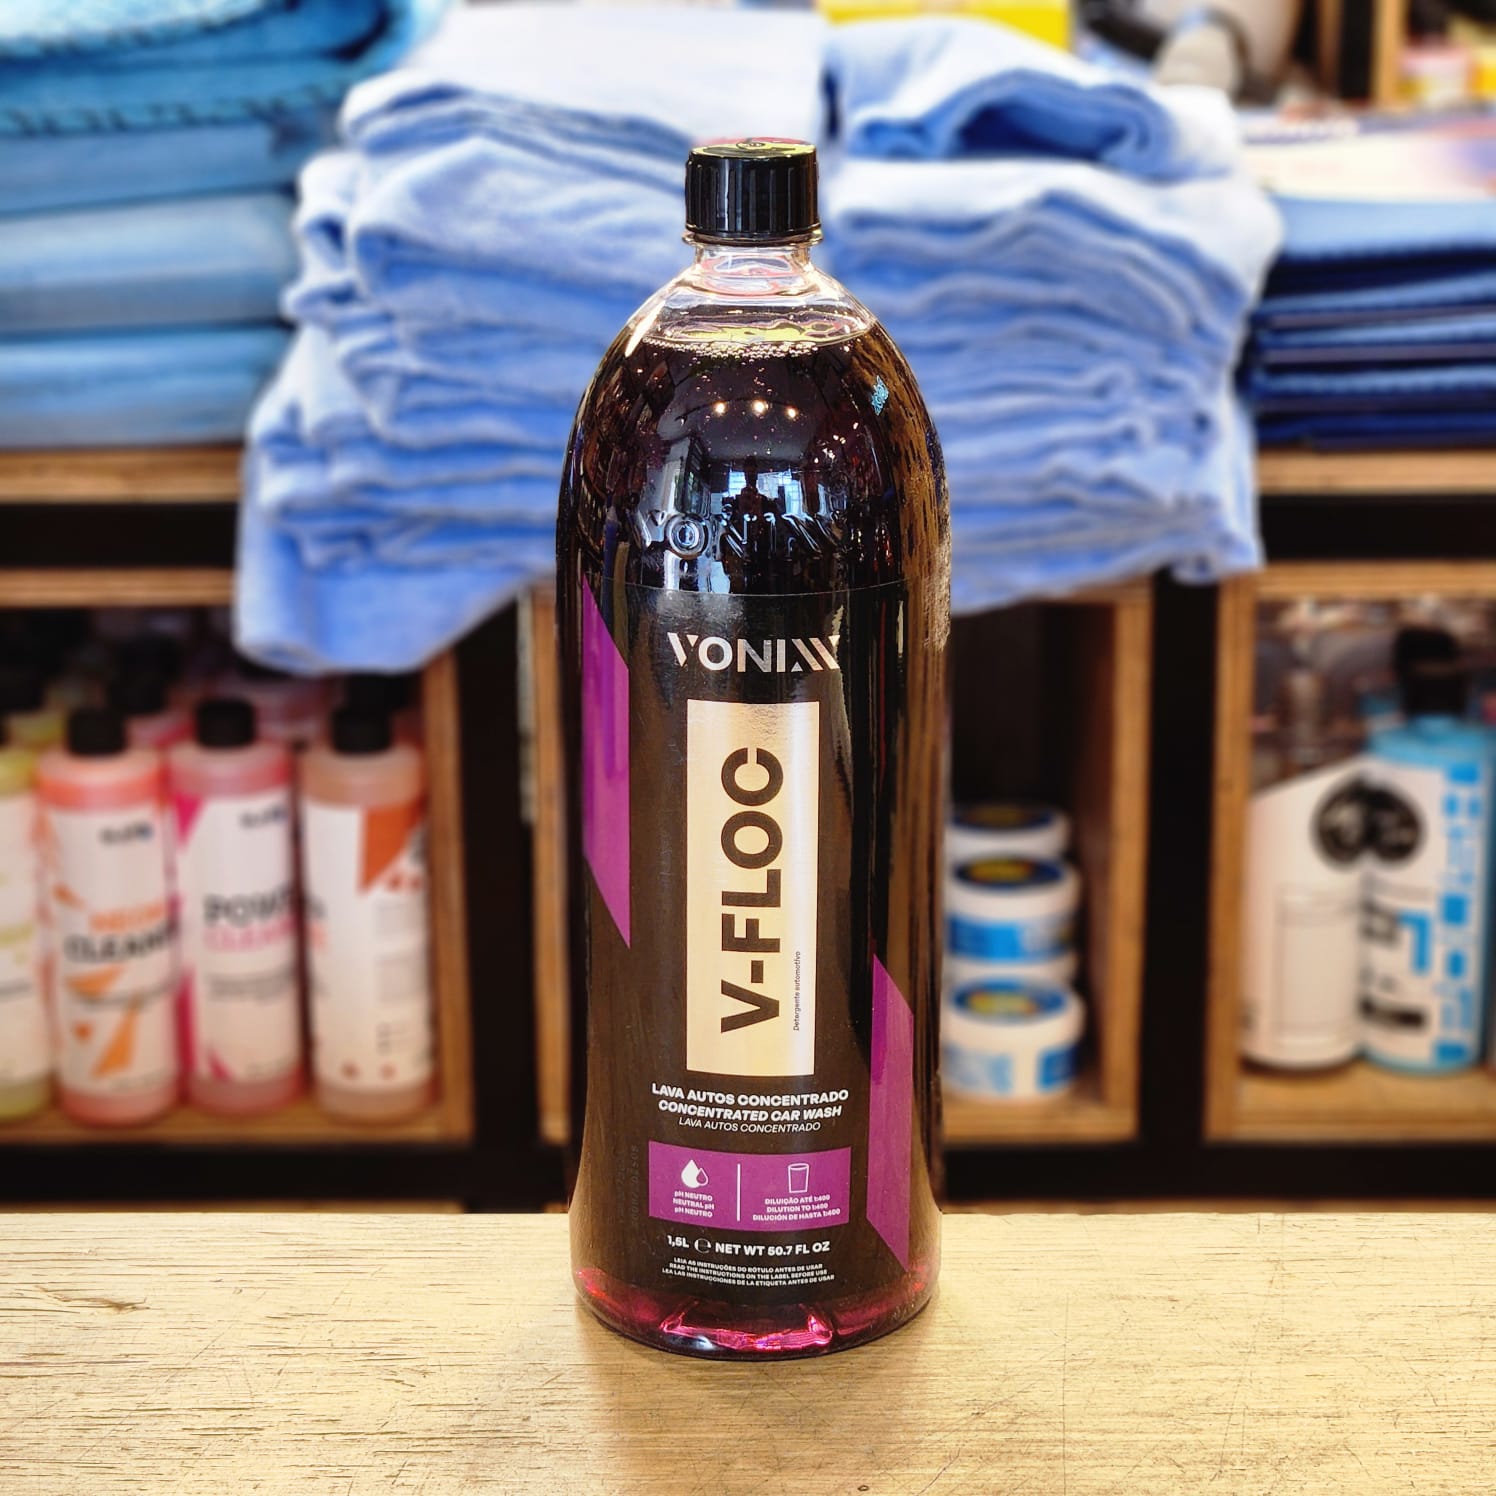 VONIXX
VONIXX
V-FLOC
Detergente automotivo
LAVA AUTOS CONCENTRADO
CONCENTRATED CAR WASH
LAVA AUTOS CONCENTRADO
pH NEUTRO
NEUTRAL pH
pH NEUTRO
DILUIÇÃO ATÉ 1:400
DILUTION TO 1:400
DILUCIÓN DE HASTA 1:400
1,5L ℮ NET WT 50.7 FL OZ
LEIA AS INSTRUÇÕES DO RÓTULO ANTES DE USAR
READ THE INSTRUCTIONS ON THE LABEL BEFORE USE
LEA LAS INSTRUCCIONES DE LA ETIQUETA ANTES DE USAR